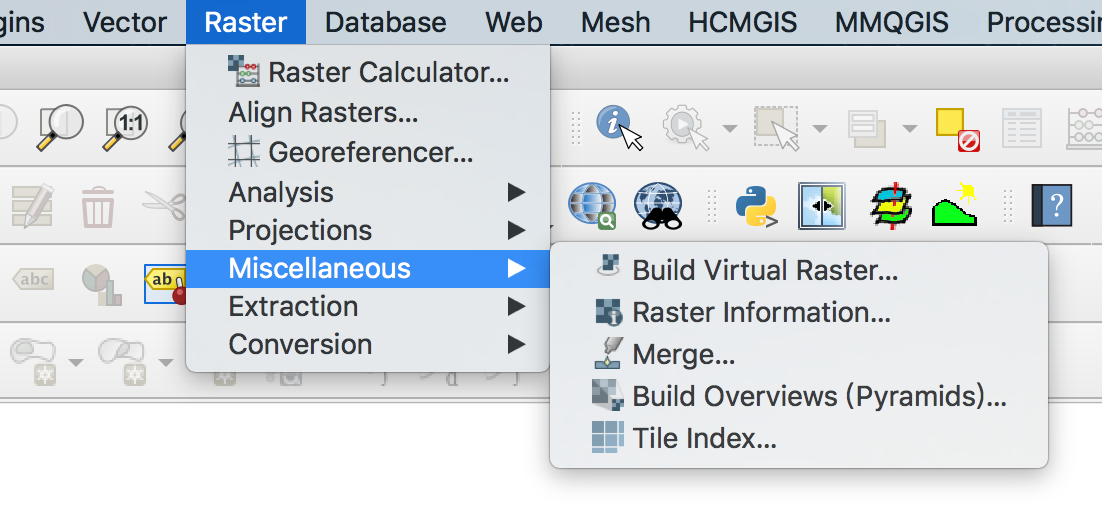 gins Vector Raster Database Web Mesh HCMGIS MMQGIS Processin
Raster Calculator...
Align Rasters...
1:1
Georeferencer...
Analysis
Projections
Miscellaneous
Extraction
Conversion
Build Virtual Raster...
Raster Information...
Merge...
Build Overviews (Pyramids)...
Tile Index...
abc
ab
?